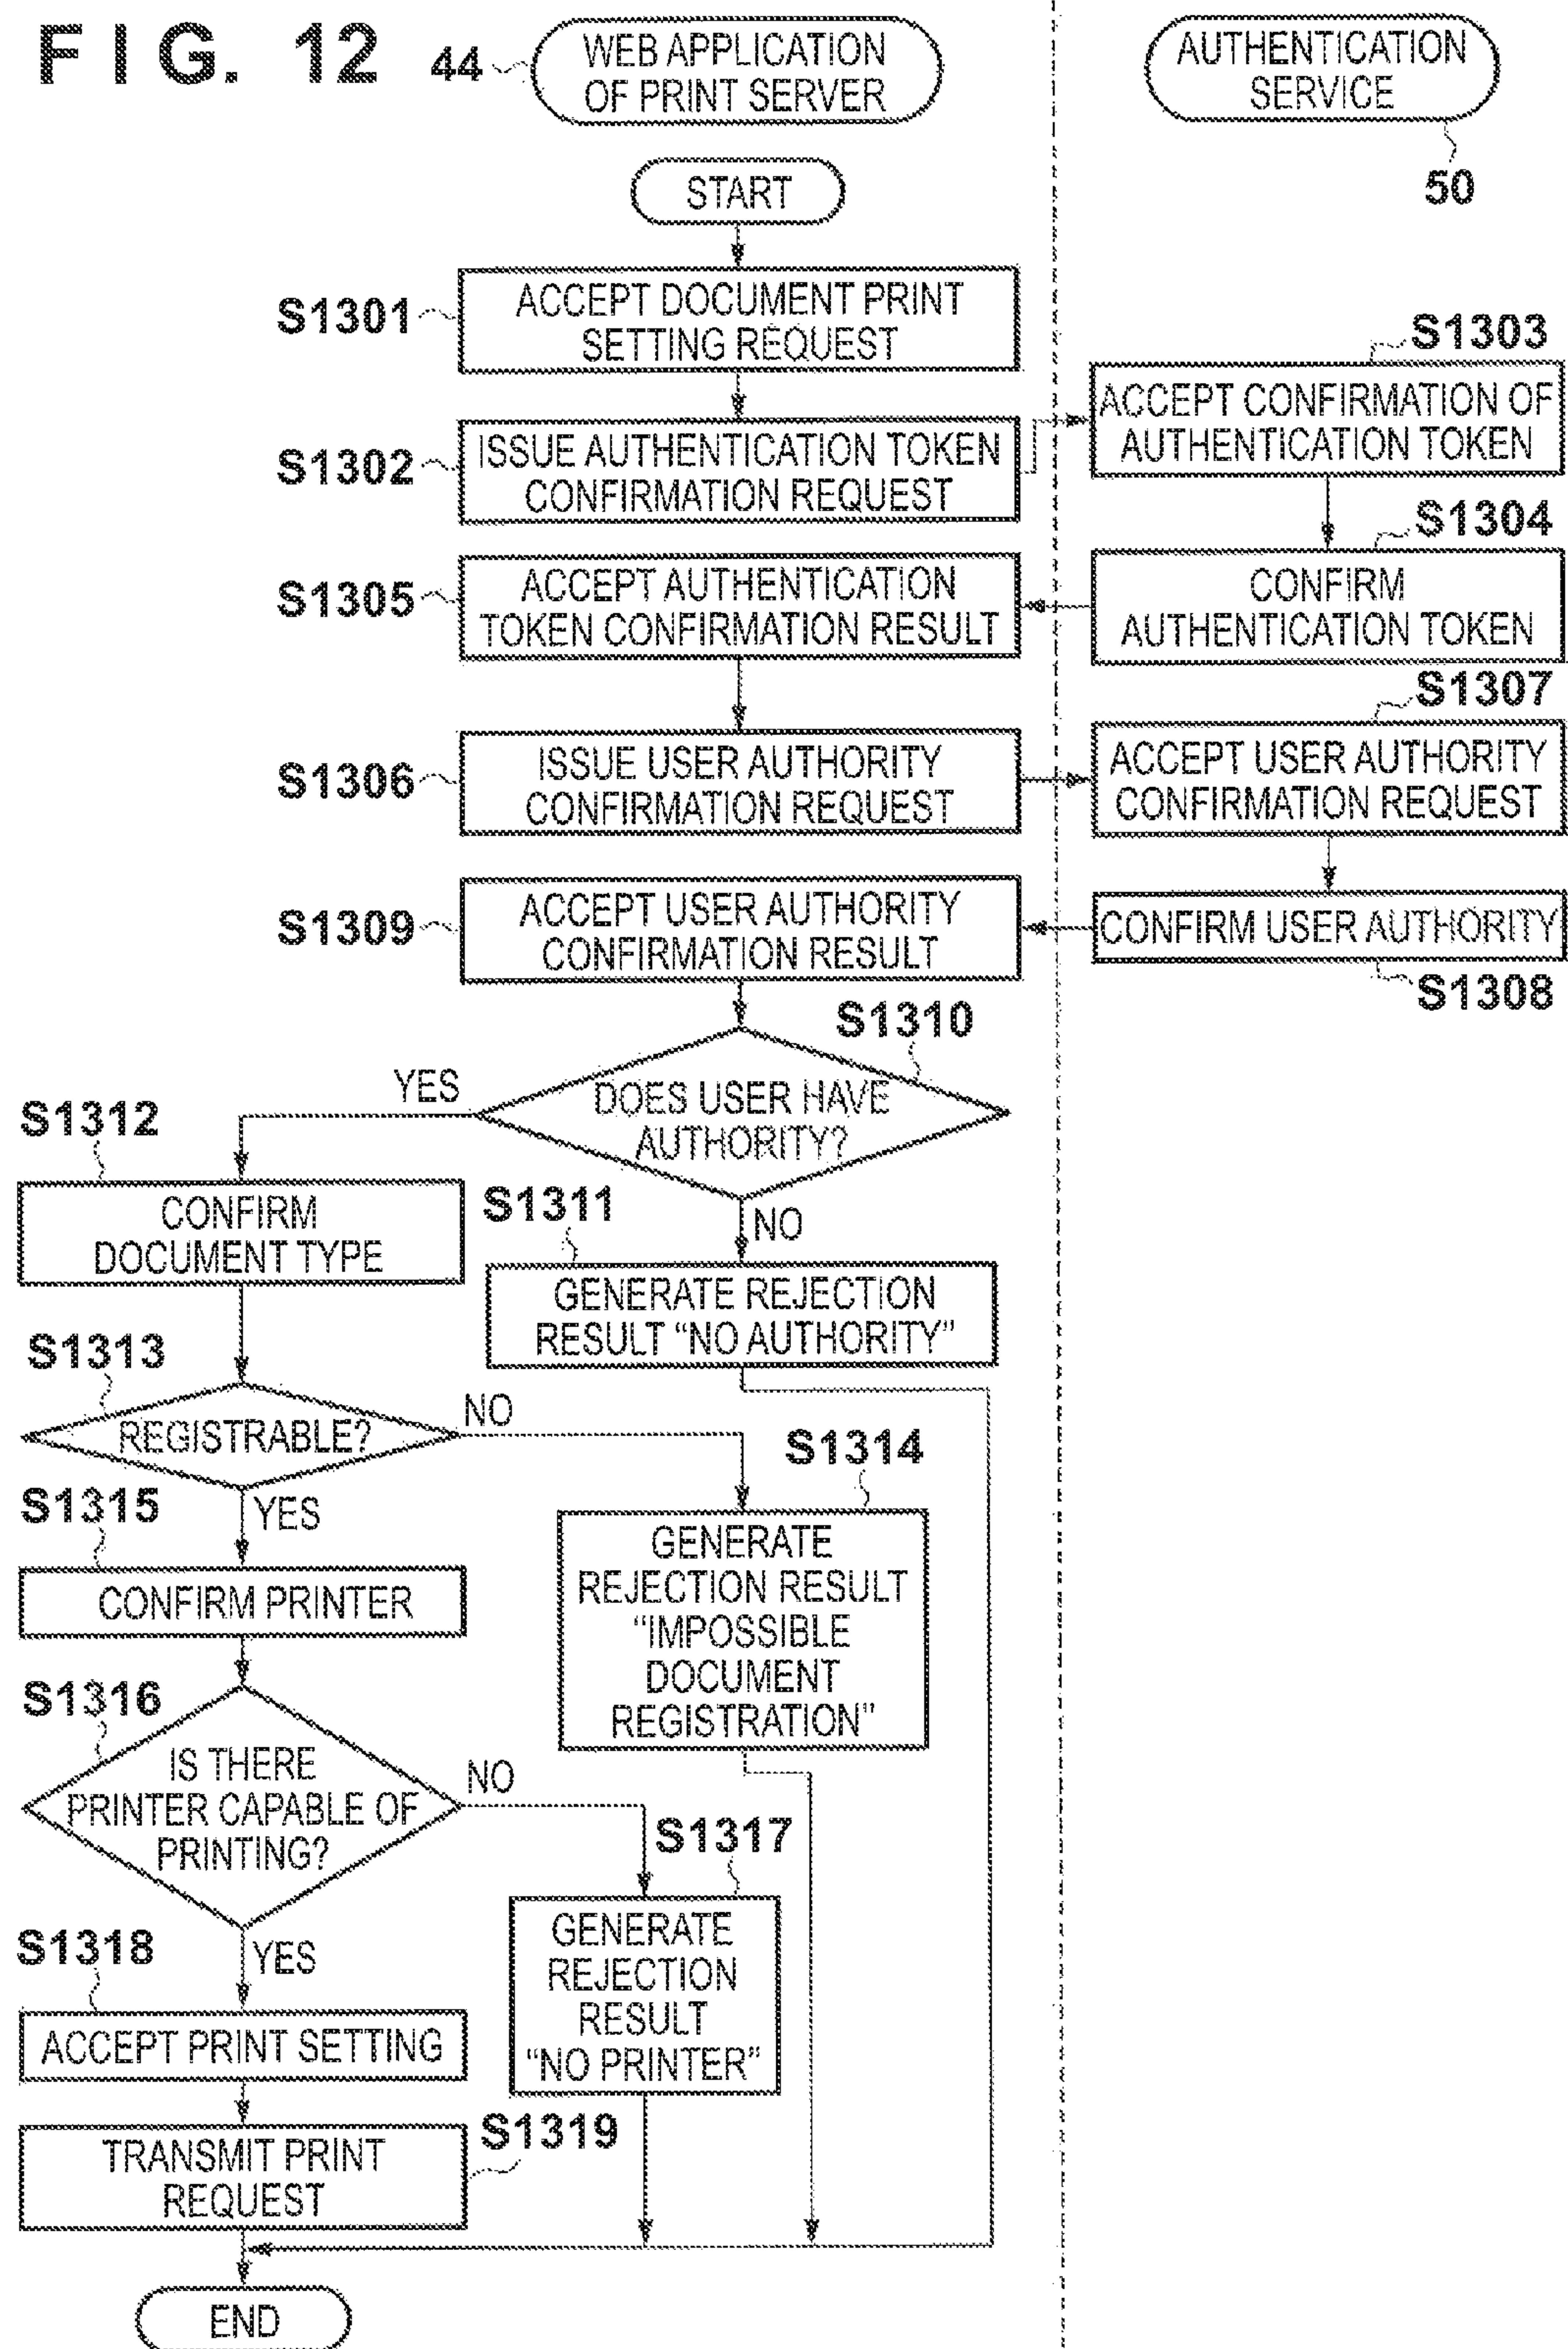 FIG. 12
44
WEB APPLICATION
OF PRINT SERVER
AUTHENTICATION
SERVICE
50
START
S1301
ACCEPT DOCUMENT PRINT
SETTING REQUEST
S1302
ISSUE AUTHENTICATION TOKEN
CONFIRMATION REQUEST
S1303
ACCEPT CONFIRMATION OF
AUTHENTICATION TOKEN
S1304
CONFIRM
AUTHENTICATION TOKEN
S1305
ACCEPT AUTHENTICATION
TOKEN CONFIRMATION RESULT
S1306
ISSUE USER AUTHORITY
CONFIRMATION REQUEST
S1307
ACCEPT USER AUTHORITY
CONFIRMATION REQUEST
CONFIRM USER AUTHORITY
S1308
S1309
ACCEPT USER AUTHORITY
CONFIRMATION RESULT
S1310
DOES USER HAVE
AUTHORITY?
YES
NO
S1311
GENERATE REJECTION
RESULT “NO AUTHORITY”
S1312
CONFIRM
DOCUMENT TYPE
S1313
REGISTRABLE?
NO
YES
S1314
GENERATE
REJECTION RESULT
“IMPOSSIBLE
DOCUMENT
REGISTRATION”
S1315
CONFIRM PRINTER
S1316
IS THERE
PRINTER CAPABLE OF
PRINTING?
NO
YES
S1317
GENERATE
REJECTION
RESULT
“NO PRINTER”
S1318
ACCEPT PRINT SETTING
S1319
TRANSMIT PRINT
REQUEST
END